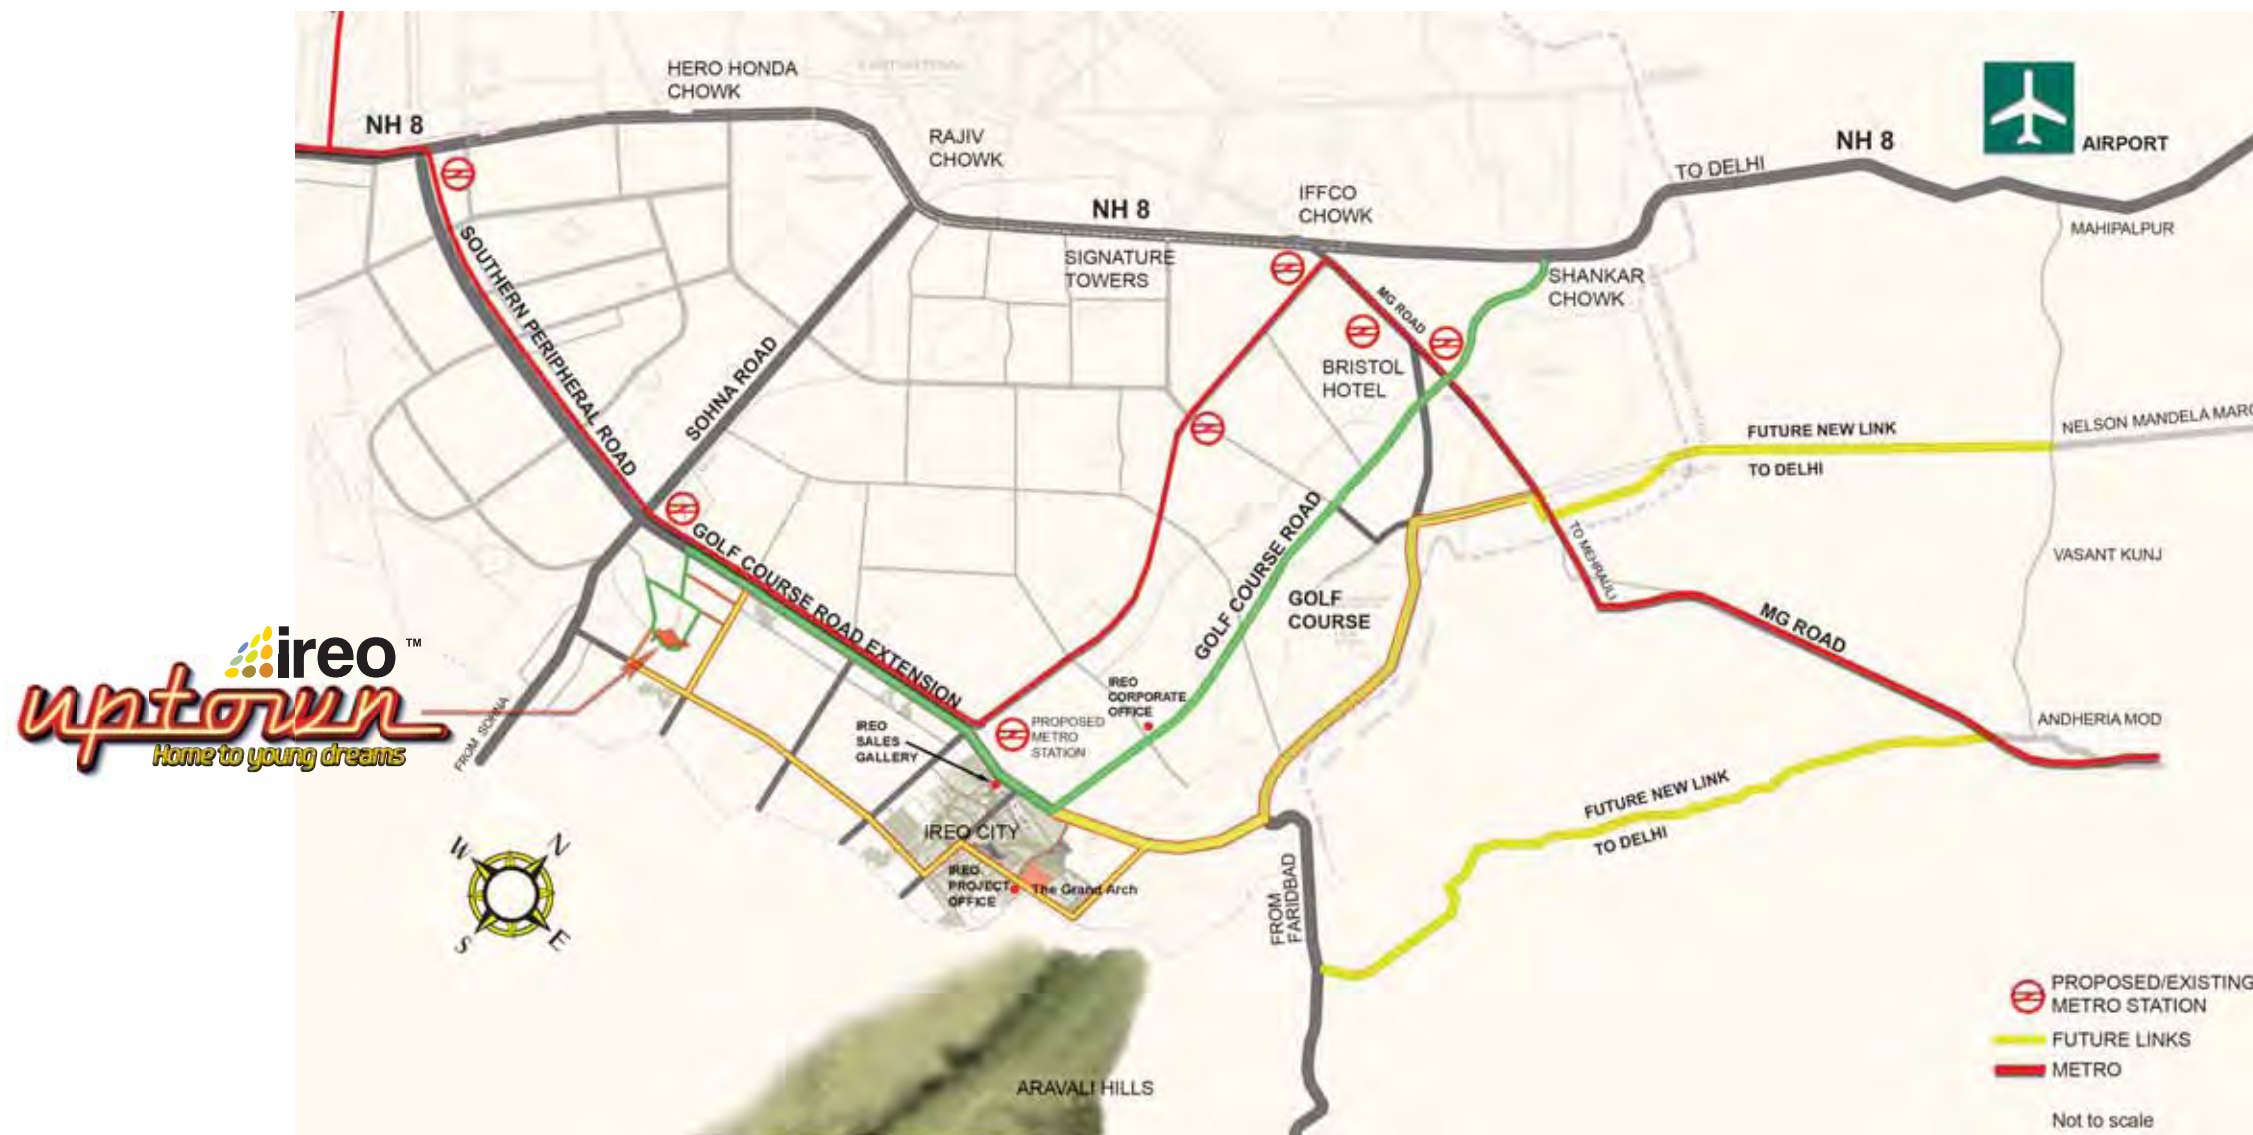 HERO HONDA
CHOWK
NH 8
RAJIV
CHOWK
NH 8
IFFCO
CHOWK
TO DELHI
NH 8
AIRPORT
MAHIPALPUR
SIGNATURE
TOWERS
SHANKAR
CHOWK
MG ROAD
BRISTOL
HOTEL
SOUTHERN PERIPHERAL ROAD
SOHNA ROAD
FUTURE NEW LINK
TO DELHI
NELSON MANDELA MARG
VASANT KUNJ
TO MEHRAULI
GOLF COURSE ROAD
GOLF
COURSE
GOLF COURSE ROAD EXTENSION
MG ROAD
ireo ™
uptown
Home to young dreams
FROM SOHNA
IREO
CORPORATE
OFFICE
PROPOSED
METRO
STATION
IREO
SALES
GALLERY
ANDHERIA MOD
FUTURE NEW LINK
TO DELHI
IREO CITY
IREO
PROJECT
OFFICE
The Grand Arch
FROM
FARIDBAD
W
N
S
E
ARAVALI HILLS
PROPOSED/EXISTING
METRO STATION
FUTURE LINKS
METRO
Not to scale